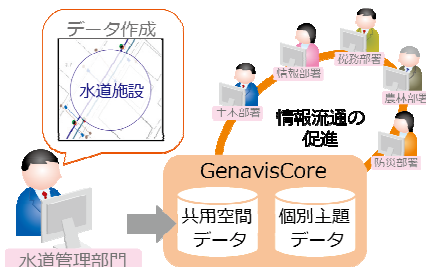 データ作成
水道施設
情報部署
税務部署
土木部署
農林部署
情報流通の
促進
防災部署
GenavisCore
共用空間
データ
個別主題
データ
水道管理部門